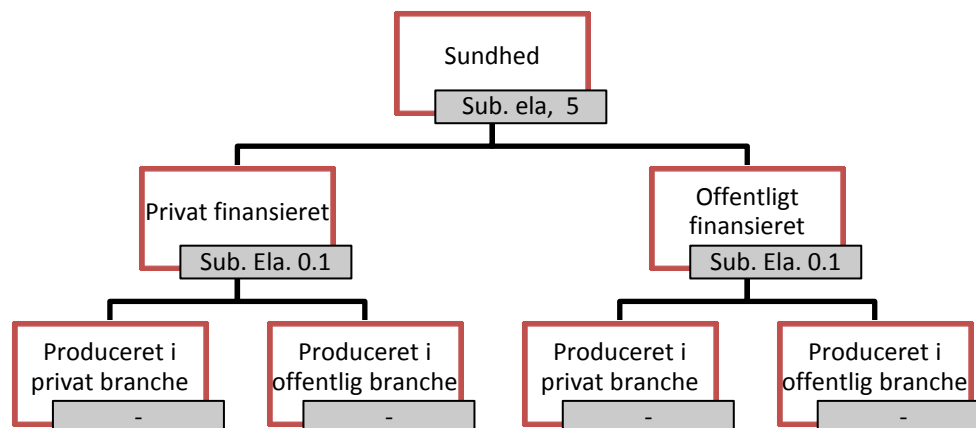 Sundhed
Sub. ela, 5
Privat finansieret
Sub. Ela. 0.1
Offentligt
finansieret
Sub. Ela. 0.1
Produceret i
privat branche
-
Produceret i
offentlig branche
-
Produceret i
privat branche
-
Produceret i
offentlig branche
-